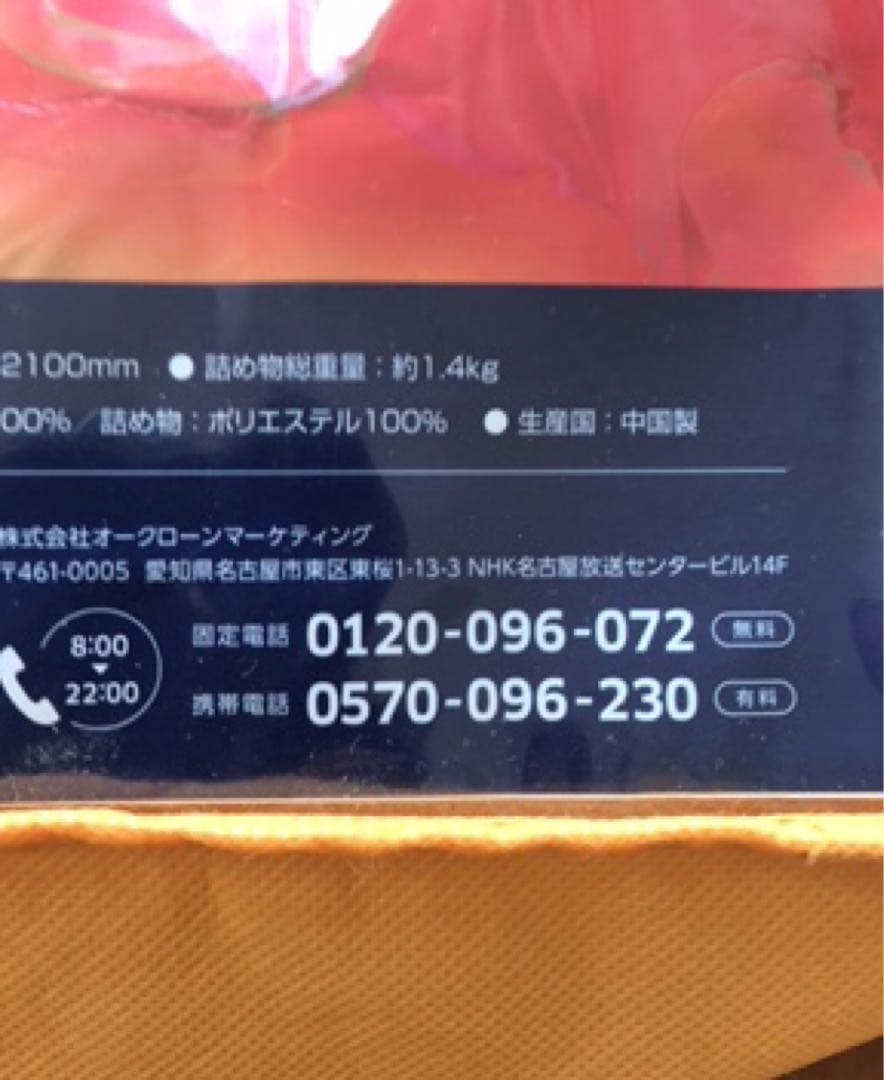 2100mm ● 詰め物総重量：約1.4kg
00%／詰め物：ポリエステル100% ● 生産国：中国製
株式会社オークローンマーケティング
〒461-0005 愛知県名古屋市東区東桜1-13-3 NHK名古屋放送センタービル14F
8:00
▼
22:00
固定電話 0120-096-072 無料
携帯電話 0570-096-230 有料